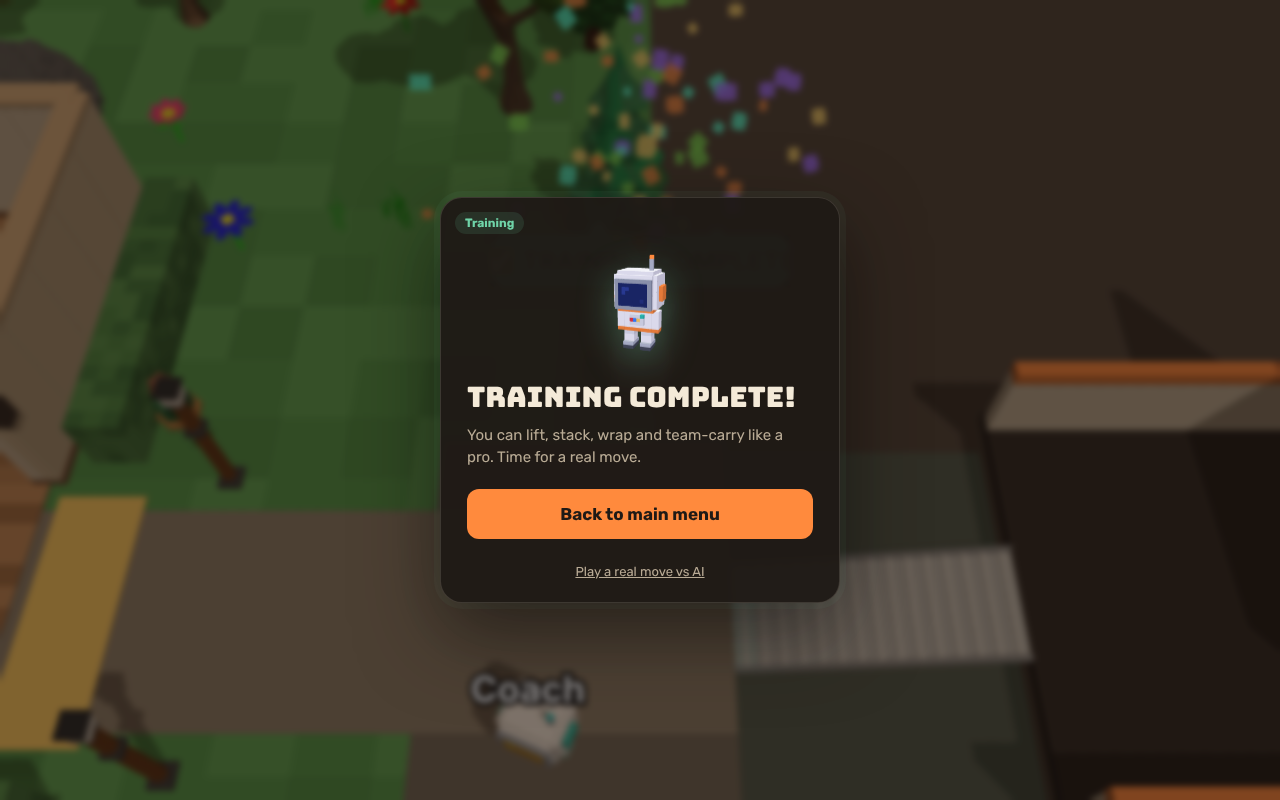 Training
TRAINING COMPLETE!
You can lift, stack, wrap and team-carry like a
pro. Time for a real move.
Back to main menu
Play a real move vs AI
Coach